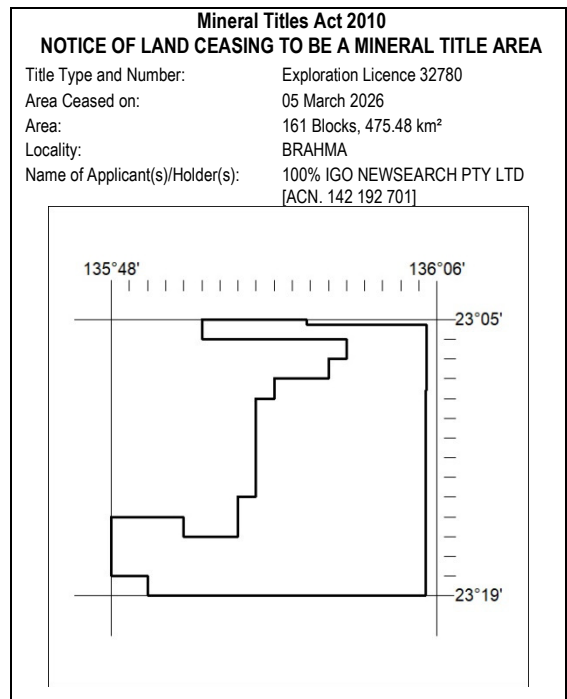 Mineral Titles Act 2010
NOTICE OF LAND CEASING TO BE A MINERAL TITLE AREA
Title Type and Number: Exploration Licence 32780
Area Ceased on: 05 March 2026
Area: 161 Blocks, 475.48 km²
Locality: BRAHMA
Name of Applicant(s)/Holder(s): 100% IGO NEWSEARCH PTY LTD
[ACN. 142 192 701]
135°48' 136°06'
23°05'
23°19'